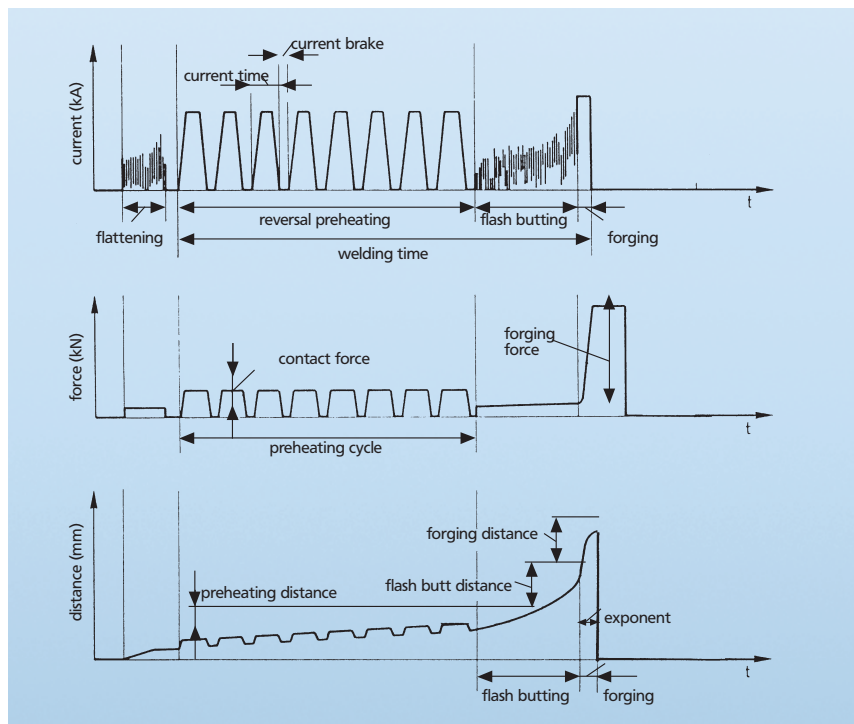 current brake
current time
current (kA)
t
reversal preheating
flash butting
flattening
forging
welding time
contact force
forging
force
force (kN)
t
preheating cycle
forging distance
flash butt distance
preheating distance
distance (mm)
exponent
t
flash butting
forging